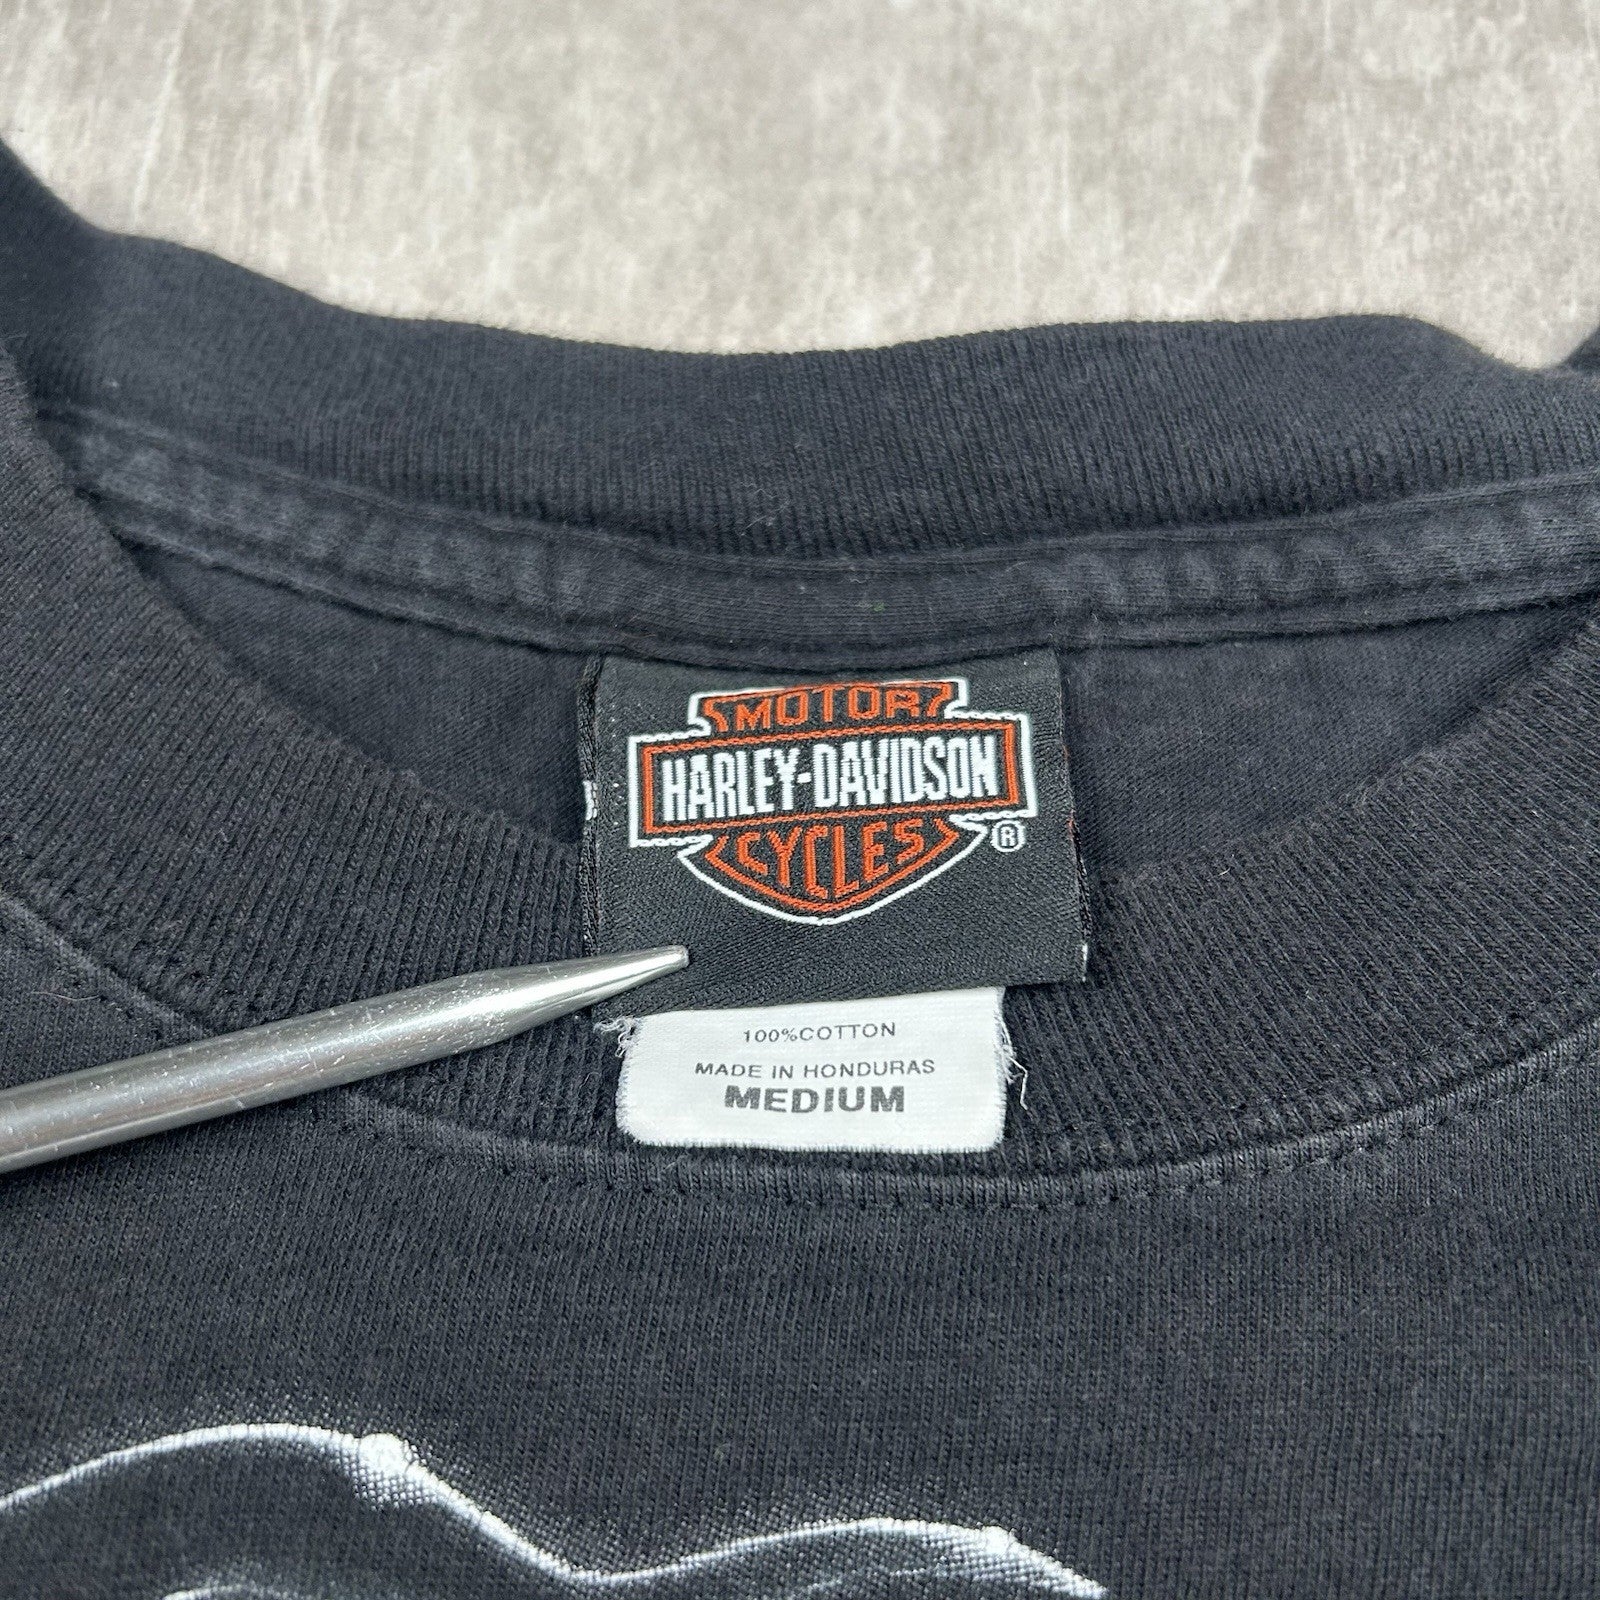 MOTOR
HARLEY-DAVIDSON
CYCLES
®
100%COTTON
MADE IN HONDURAS
MEDIUM